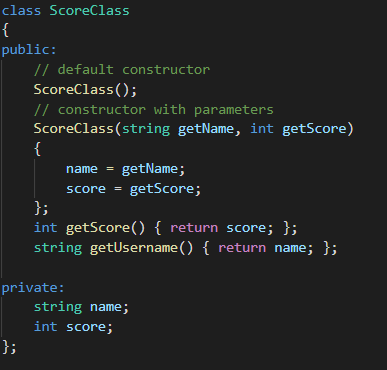 class ScoreClass
{
public:
    // default constructor
    ScoreClass();
    // constructor with parameters
    ScoreClass(string getName, int getScore)
    {
        name = getName;
        score = getScore;
    };
    int getScore() { return score; };
    string getUsername() { return name; };

private:
    string name;
    int score;
};